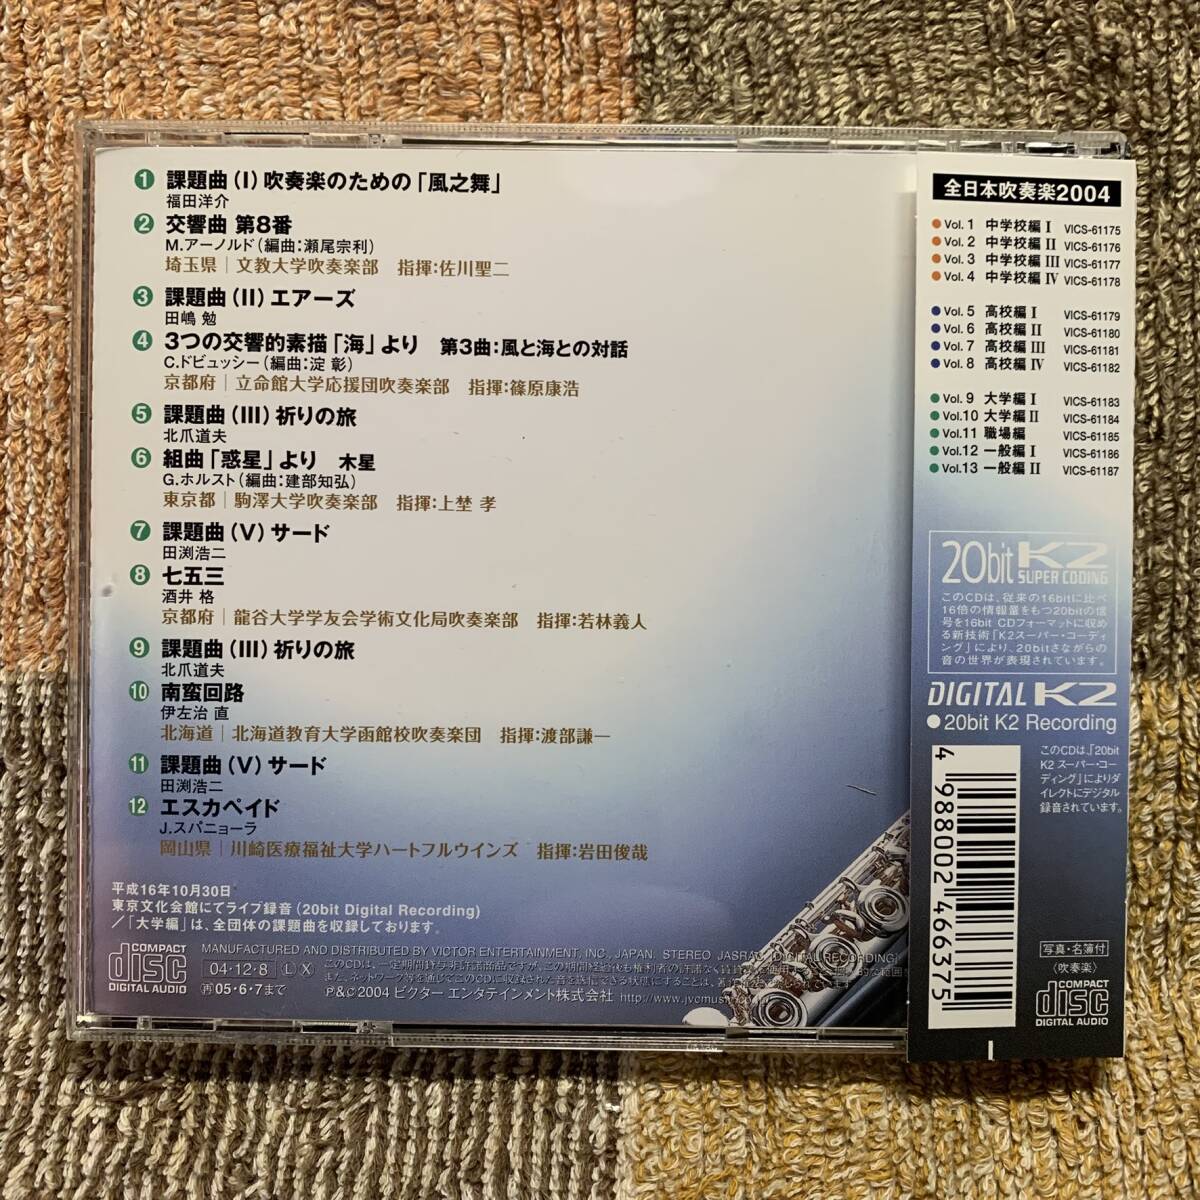 1 課題曲(I)吹奏楽のための「風之舞」
福田洋介
2 交響曲 第8番
M.アーノルド(編曲:瀬尾宗利)
埼玉県|文教大学吹奏楽部 指揮:佐川聖二
3 課題曲(II)エアーズ
田嶋 勉
4 3つの交響的素描「海」より 第3曲:風と海との対話
C.ドビュッシー(編曲:淀 彰)
京都府|立命館大学応援団吹奏楽部 指揮:篠原康浩
5 課題曲(III)祈りの旅
北爪道夫
6 組曲「惑星」より 木星
G.ホルスト(編曲:建部知弘)
東京都|駒澤大学吹奏楽部 指揮:上埜 孝
7 課題曲(V)サード
田渕浩二
8 七五三
酒井 格
京都府|龍谷大学学友会学術文化局吹奏楽部 指揮:若林義人
9 課題曲(III)祈りの旅
北爪道夫
10 南蛮回路
伊左治 直
北海道|北海道教育大学函館校吹奏楽団 指揮:渡部謙一
11 課題曲(V)サード
田渕浩二
12 エスカペイド
J.スパニョーラ
岡山県|川崎医療福祉大学ハートフルウインズ 指揮:岩田俊哉
平成16年10月30日
東京文化会館にてライブ録音(20bit Digital Recording)
/「大学編」は、全団体の課題曲を収録しております。
COMPACT
disc
DIGITAL AUDIO
MANUFACTURED AND DISTRIBUTED BY VICTOR ENTERTAINMENT, INC., JAPAN. STEREO JASRAC (DIGITAL RECORDING)
04・12・8 L X
再05・6・7まで
P.& C 2004 ビクター エンタテインメント株式会社 http://www.jvcmusic
全日本吹奏楽2004
●Vol. 1 中学校編 I VICS-61175
●Vol. 2 中学校編 II VICS-61176
●Vol. 3 中学校編 III VICS-61177
●Vol. 4 中学校編 IV VICS-61178
●Vol. 5 高校編 I VICS-61179
●Vol. 6 高校編 II VICS-61180
●Vol. 7 高校編 III VICS-61181
●Vol. 8 高校編 IV VICS-61182
●Vol. 9 大学編 I VICS-61183
●Vol.10 大学編 II VICS-61184
●Vol.11 職場編 VICS-61185
●Vol.12 一般編 I VICS-61186
●Vol.13 一般編 II VICS-61187
20bit K2
SUPER CODING
このCDは、従来の16bitに比べ
16倍の情報量をもつ20bitの信
号を16bit CDフォーマットに収め
る新技術「K2スーパー・コーディ
ング」により、20bitさながらの
音の世界が表現されています。
DIGITAL K2
●20bit K2 Recording
このCDは、「20bit
K2 スーパー・コー
ディング」によりダ
イレクトにデジタル
録音されています。
4 988002 466375
写真・名簿付
〈吹奏楽〉
COMPACT
disc
DIGITAL AUDIO